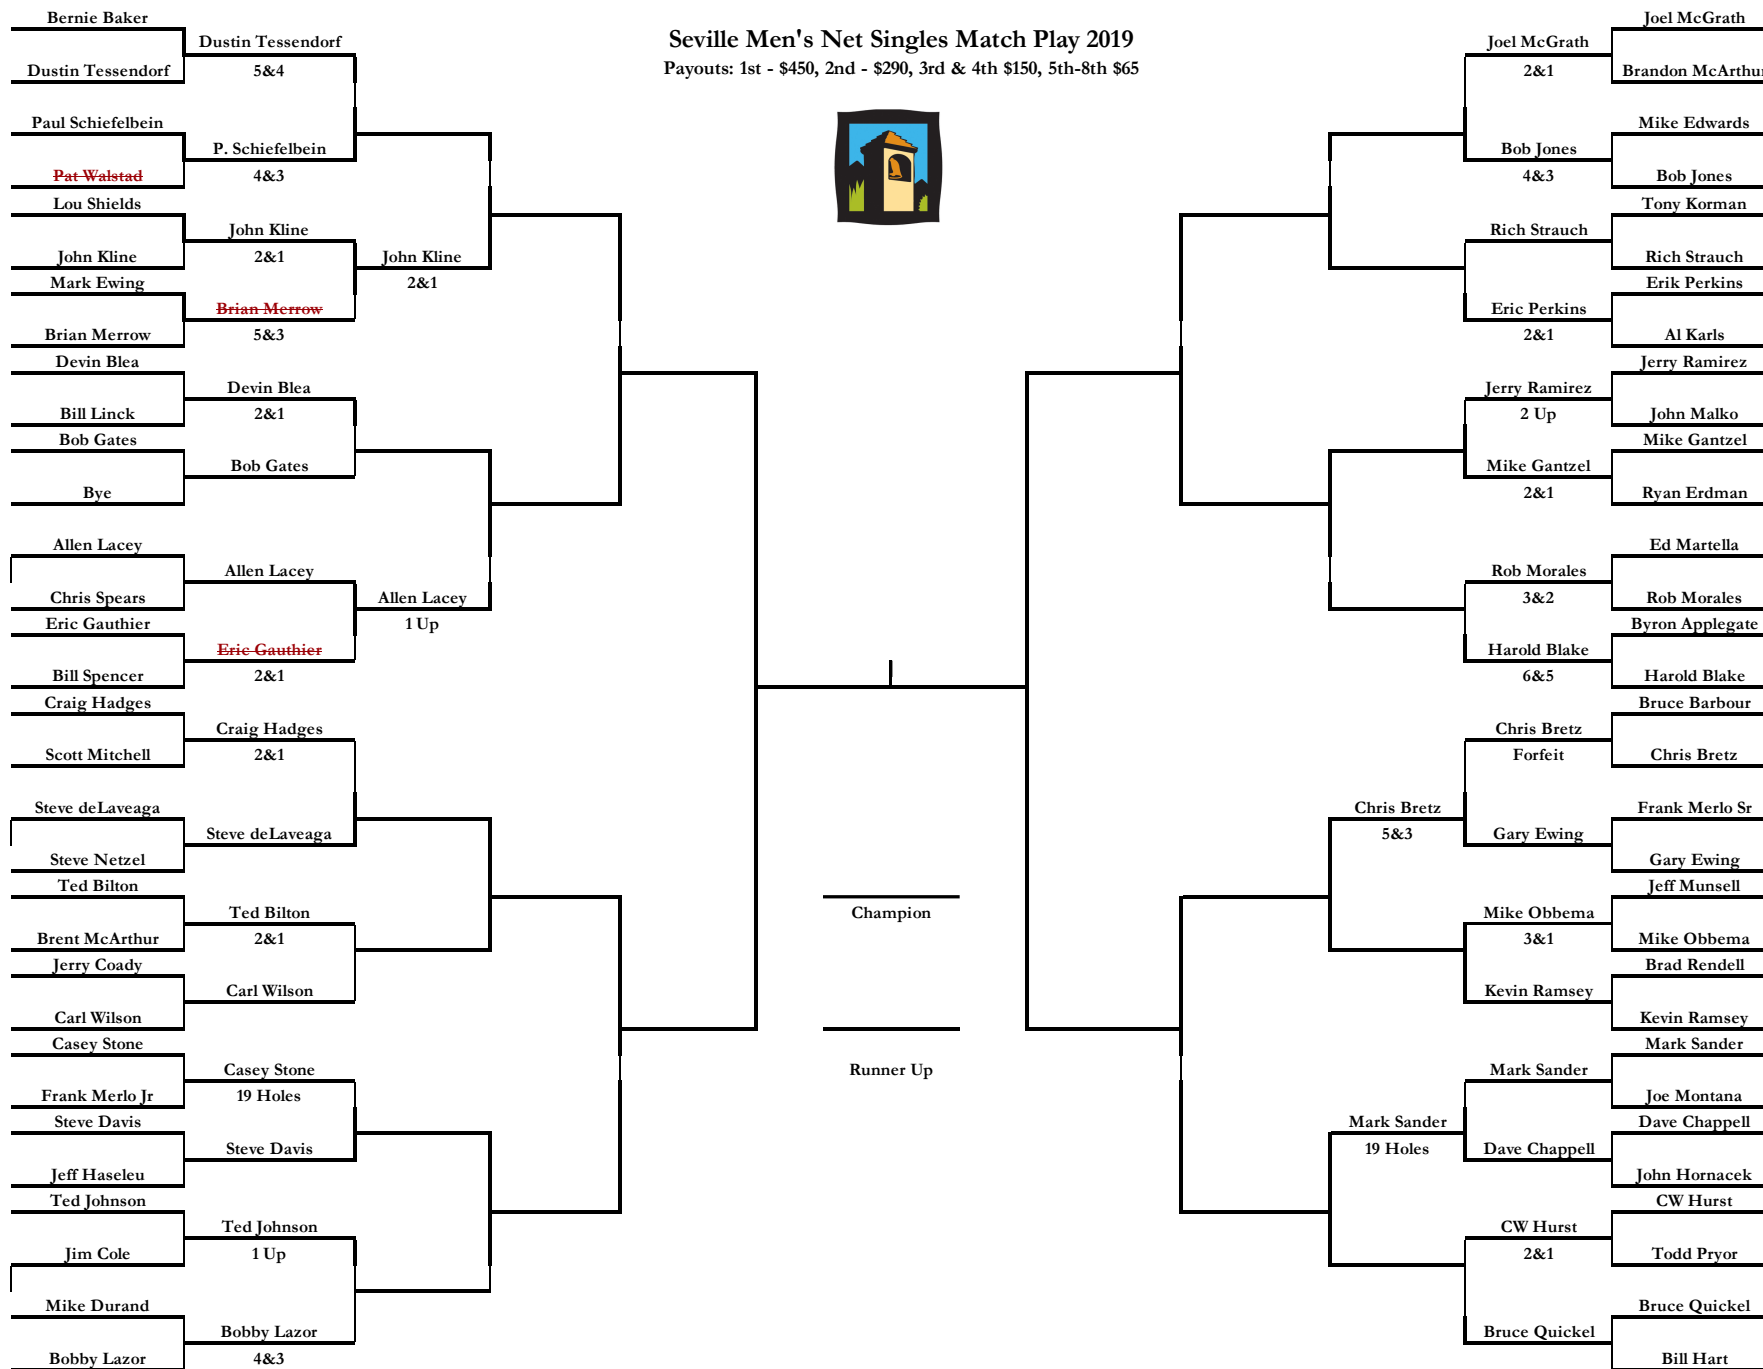 Seville Men's Net Singles Match Play 2019
Payouts: 1st - $450, 2nd - $290, 3rd & 4th $150, 5th-8th $65
Bernie Baker
Dustin Tessendorf
Paul Schiefelbein
Pat Walstad
Lou Shields
John Kline
Mark Ewing
Brian Merrow
Devin Blea
Bill Linck
Bob Gates
Bye
Allen Lacey
Chris Spears
Eric Gauthier
Bill Spencer
Craig Hadges
Scott Mitchell
Steve deLaveaga
Steve Netzel
Ted Bilton
Brent McArthur
Jerry Coady
Carl Wilson
Casey Stone
Frank Merlo Jr
Steve Davis
Jeff Haseleu
Ted Johnson
Jim Cole
Mike Durand
Bobby Lazor
Dustin Tessendorf
5&4
P. Schiefelbein
4&3
John Kline
2&1
Brian Merrow
5&3
Devin Blea
2&1
Bob Gates
Allen Lacey
Eric Gauthier
2&1
Craig Hadges
2&1
Steve deLaveaga
Ted Bilton
2&1
Carl Wilson
Casey Stone
19 Holes
Steve Davis
Ted Johnson
1 Up
Bobby Lazor
4&3
John Kline
2&1
Allen Lacey
1 Up
Champion
Runner Up
Chris Bretz
5&3
Mark Sander
19 Holes
Joel McGrath
2&1
Bob Jones
4&3
Rich Strauch
Eric Perkins
2&1
Jerry Ramirez
2 Up
Mike Gantzel
2&1
Rob Morales
3&2
Harold Blake
6&5
Chris Bretz
Forfeit
Gary Ewing
Mike Obbema
3&1
Kevin Ramsey
Mark Sander
Dave Chappell
CW Hurst
2&1
Bruce Quickel
Joel McGrath
Brandon McArthur
Mike Edwards
Bob Jones
Tony Korman
Rich Strauch
Erik Perkins
Al Karls
Jerry Ramirez
John Malko
Mike Gantzel
Ryan Erdman
Ed Martella
Rob Morales
Byron Applegate
Harold Blake
Bruce Barbour
Chris Bretz
Frank Merlo Sr
Gary Ewing
Jeff Munsell
Mike Obbema
Brad Rendell
Kevin Ramsey
Mark Sander
Joe Montana
Dave Chappell
John Hornacek
CW Hurst
Todd Pryor
Bruce Quickel
Bill Hart